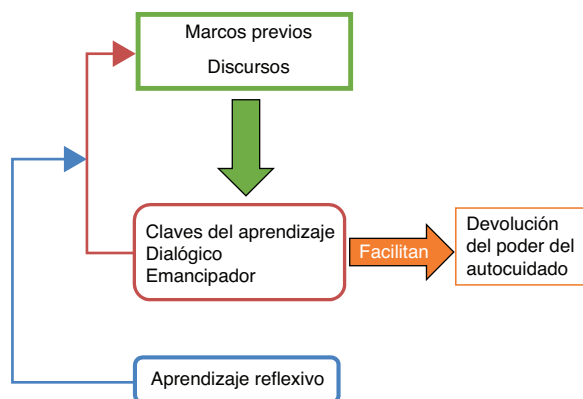 Marcos previos
Discursos
Claves del aprendizaje
Dialógico
Emancipador
Facilitan
Devolución
del poder del
autocuidado
Aprendizaje reflexivo